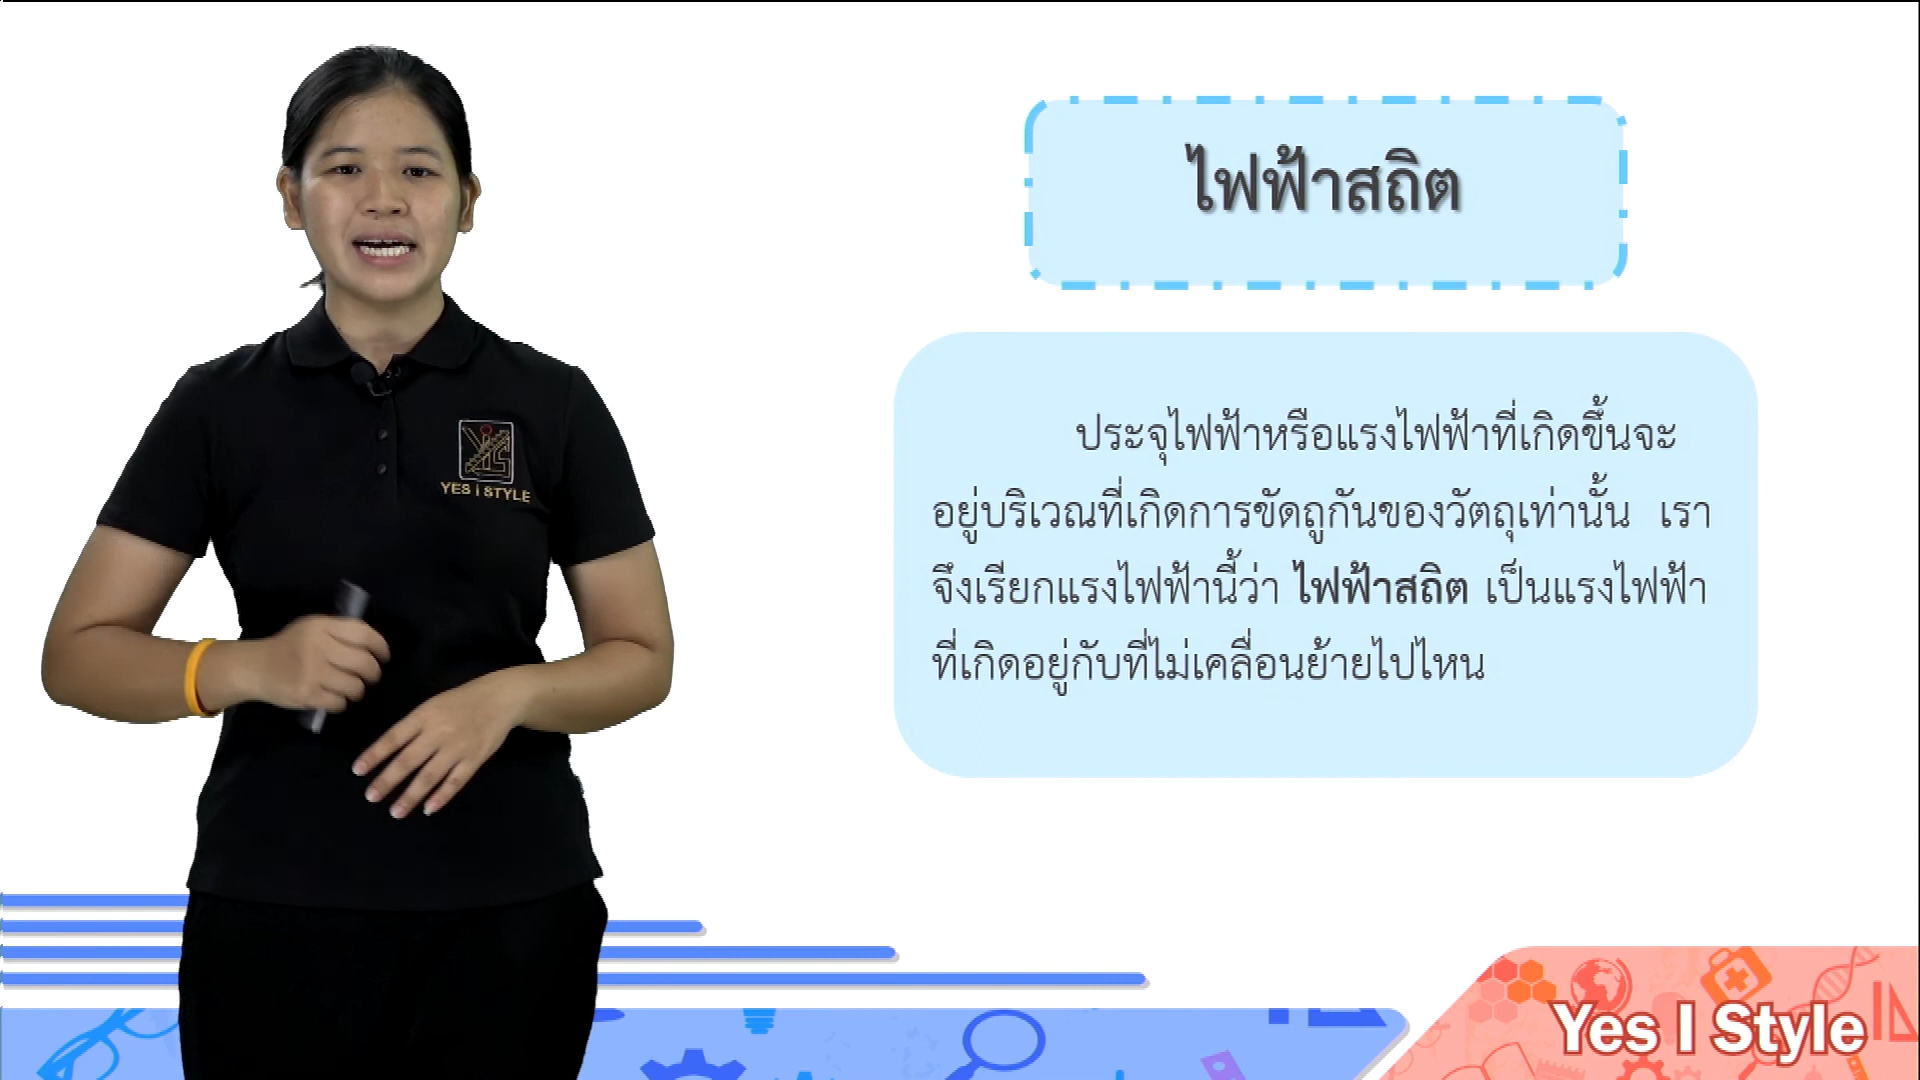 ไฟฟ้าสถิต
ประจุไฟฟ้าหรือแรงไฟฟ้าที่เกิดขึ้นจะ
อยู่บริเวณที่เกิดการขัดถูกันของวัตถุเท่านั้น เรา
จึงเรียกแรงไฟฟ้านี้ว่า ไฟฟ้าสถิต เป็นแรงไฟฟ้า
ที่เกิดอยู่กับที่ไม่เคลื่อนย้ายไปไหน
YES i STYLE
Yes I Style